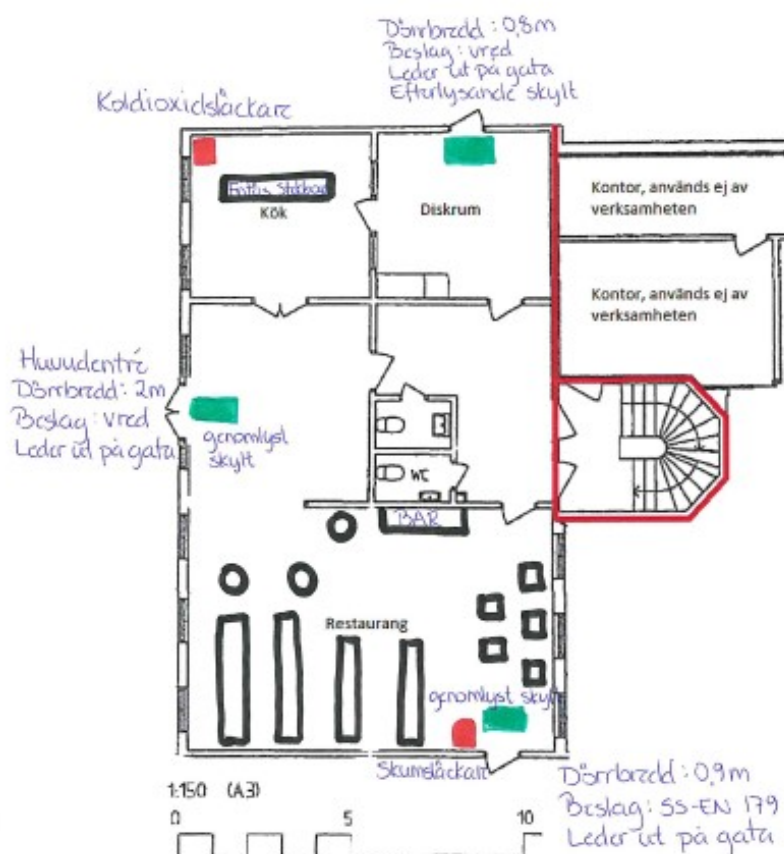 Dörrbredd : 0,8m
Beslag : vred
Leder ut på gata
Efterlysande skylt
Koldioxidsläckare
Kök
Diskrum
Kontor, används ej av
verksamheten
Kontor, används ej av
verksamheten
Huvudentré
Dörrbredd : 2m
Beslag : vred
Leder ut på gata
genomlyst
skylt
WC
BAR
Restaurang
genomlyst skylt
Skumsläckare
Dörrbredd : 0,9m
Beslag : SS-EN 179
Leder ut på gata
1:150 (A3)
0 5 10